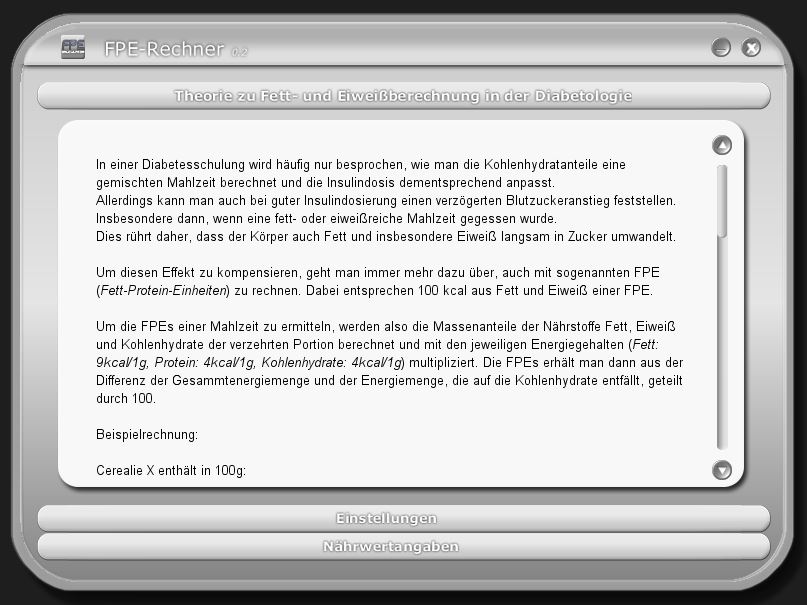 FPE-Rechner 0.2
Theorie zu Fett- und Eiweißberechnung in der Diabetologie
In einer Diabetesschulung wird häufig nur besprochen, wie man die Kohlenhydratanteile eine
gemischten Mahlzeit berechnet und die Insulindosis dementsprechend anpasst.
Allerdings kann man auch bei guter Insulindosierung einen verzögerten Blutzuckeranstieg feststellen.
Insbesondere dann, wenn eine fett- oder eiweißreiche Mahlzeit gegessen wurde.
Dies rührt daher, dass der Körper auch Fett und insbesondere Eiweiß langsam in Zucker umwandelt.
Um diesen Effekt zu kompensieren, geht man immer mehr dazu über, auch mit sogenannten FPE
(Fett-Protein-Einheiten) zu rechnen. Dabei entsprechen 100 kcal aus Fett und Eiweiß einer FPE.
Um die FPEs einer Mahlzeit zu ermitteln, werden also die Massenanteile der Nährstoffe Fett, Eiweiß
und Kohlenhydrate der verzehrten Portion berechnet und mit den jeweiligen Energiegehalten (Fett:
9kcal/1g, Protein: 4kcal/1g, Kohlenhydrate: 4kcal/1g) multipliziert. Die FPEs erhält man dann aus der
Differenz der Gesammtenergiemenge und der Energiemenge, die auf die Kohlenhydrate entfällt, geteilt
durch 100.
Beispielrechnung:
Cerealie X enthält in 100g:
Einstellungen
Nährwertangaben